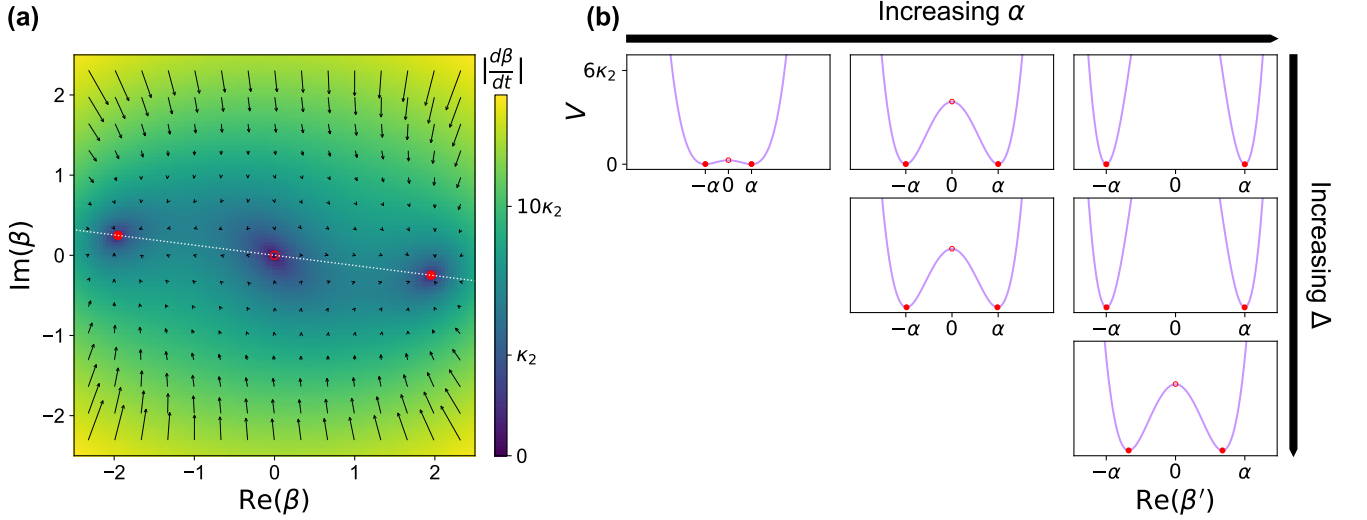 (a)
|dβ/dt|
2
1
0
−1
−2
Im(β)
−2 −1 0 1 2
Re(β)
10κ₂
κ₂
0
(b)
Increasing α
6κ₂
V
0
−α 0 α
−α 0 α
−α 0 α
−α 0 α
−α 0 α
−α 0 α
Re(β′)
Increasing Δ